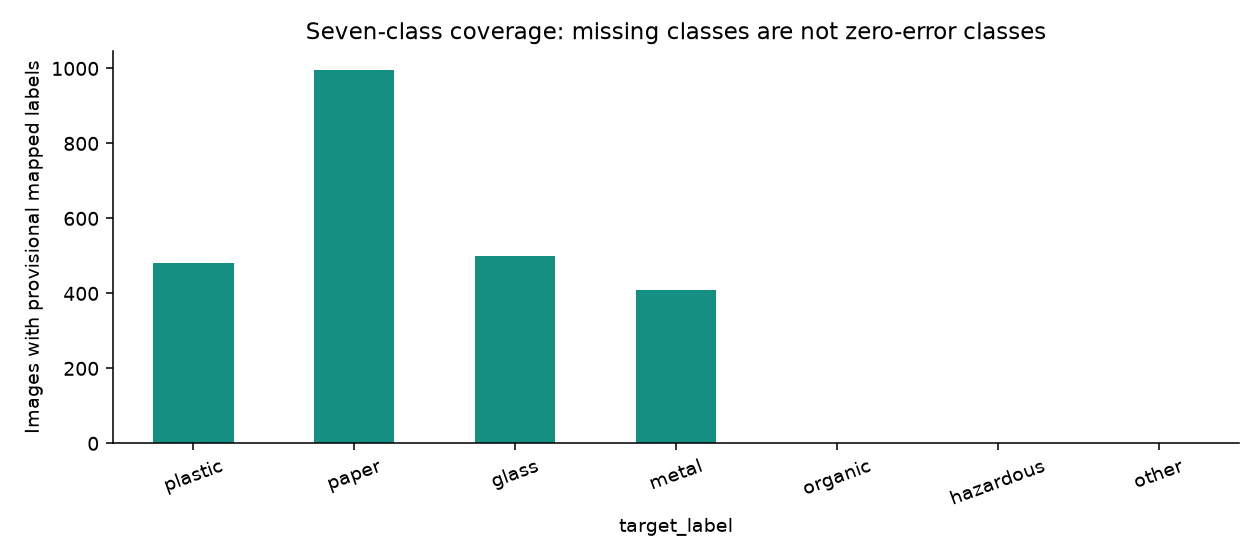 Seven-class coverage: missing classes are not zero-error classes
Images with provisional mapped labels
1000
800
600
400
200
0
plastic
paper
glass
metal
organic
hazardous
other
target_label